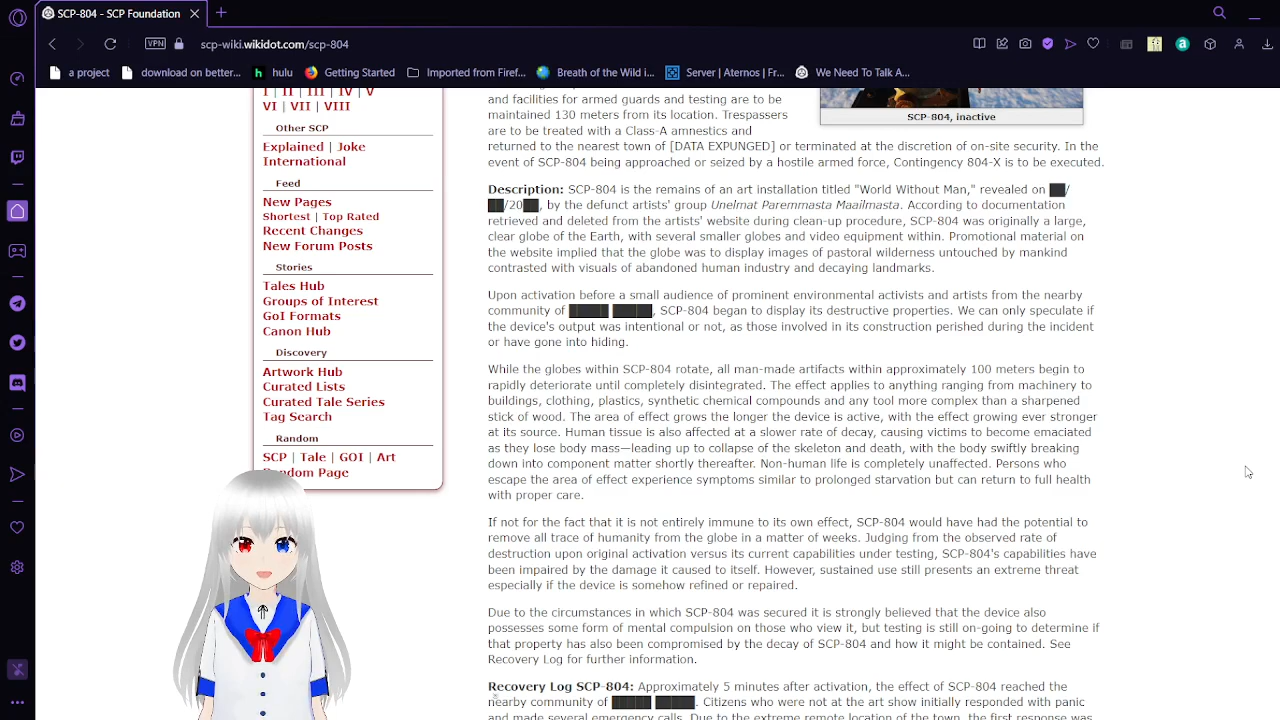 SCP-804 - SCP Foundation
VPN
scp-wiki.wikidot.com/scp-804
a project
download on better...
hulu
Getting Started
Imported from Firef...
Breath of the Wild i...
Server | Aternos | Fr...
We Need To Talk A...
I | II | III | IV | V
VI | VII | VIII
Other SCP
Explained | Joke
International
Feed
New Pages
Shortest | Top Rated
Recent Changes
New Forum Posts
Stories
Tales Hub
Groups of Interest
GoI Formats
Canon Hub
Discovery
Artwork Hub
Curated Lists
Curated Tale Series
Tag Search
Random
SCP | Tale | GOI | Art
Random Page
SCP-804, inactive
and facilities for armed guards and testing are to be
maintained 130 meters from its location. Trespassers
are to be treated with a Class-A amnestics and
returned to the nearest town of [DATA EXPUNGED] or terminated at the discretion of on-site security. In the
event of SCP-804 being approached or seized by a hostile armed force, Contingency 804-X is to be executed.
Description: SCP-804 is the remains of an art installation titled "World Without Man," revealed on ██/
██/20██, by the defunct artists' group Unelmat Paremmasta Maailmasta. According to documentation
retrieved and deleted from the artists' website during clean-up procedure, SCP-804 was originally a large,
clear globe of the Earth, with several smaller globes and video equipment within. Promotional material on
the website implied that the globe was to display images of pastoral wilderness untouched by mankind
contrasted with visuals of abandoned human industry and decaying landmarks.
Upon activation before a small audience of prominent environmental activists and artists from the nearby
community of █████ █████, SCP-804 began to display its destructive properties. We can only speculate if
the device's output was intentional or not, as those involved in its construction perished during the incident
or have gone into hiding.
While the globes within SCP-804 rotate, all man-made artifacts within approximately 100 meters begin to
rapidly deteriorate until completely disintegrated. The effect applies to anything ranging from machinery to
buildings, clothing, plastics, synthetic chemical compounds and any tool more complex than a sharpened
stick of wood. The area of effect grows the longer the device is active, with the effect growing ever stronger
at its source. Human tissue is also affected at a slower rate of decay, causing victims to become emaciated
as they lose body mass—leading up to collapse of the skeleton and death, with the body swiftly breaking
down into component matter shortly thereafter. Non-human life is completely unaffected. Persons who
escape the area of effect experience symptoms similar to prolonged starvation but can return to full health
with proper care.
If not for the fact that it is not entirely immune to its own effect, SCP-804 would have had the potential to
remove all trace of humanity from the globe in a matter of weeks. Judging from the observed rate of
destruction upon original activation versus its current capabilities under testing, SCP-804's capabilities have
been impaired by the damage it caused to itself. However, sustained use still presents an extreme threat
especially if the device is somehow refined or repaired.
Due to the circumstances in which SCP-804 was secured it is strongly believed that the device also
possesses some form of mental compulsion on those who view it, but testing is still on-going to determine if
that property has also been compromised by the decay of SCP-804 and how it might be contained. See
Recovery Log for further information.
Recovery Log SCP-804: Approximately 5 minutes after activation, the effect of SCP-804 reached the
nearby community of █████ █████. Citizens who were not at the art show initially responded with panic
and made several emergency calls. Due to the extreme remote location of the town, the first response was